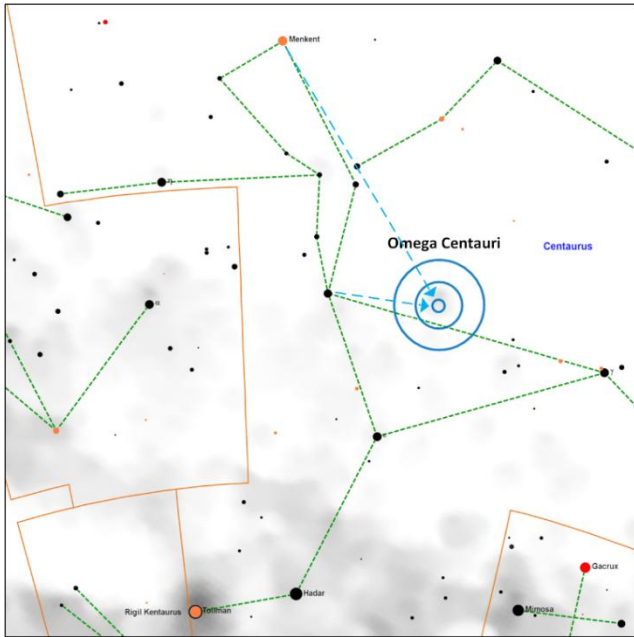 Menkent
η
Omega Centauri
Centaurus
α
γ
ε
Rigil Kentaurus
Toliman
Hadar
Gacrux
Mimosa